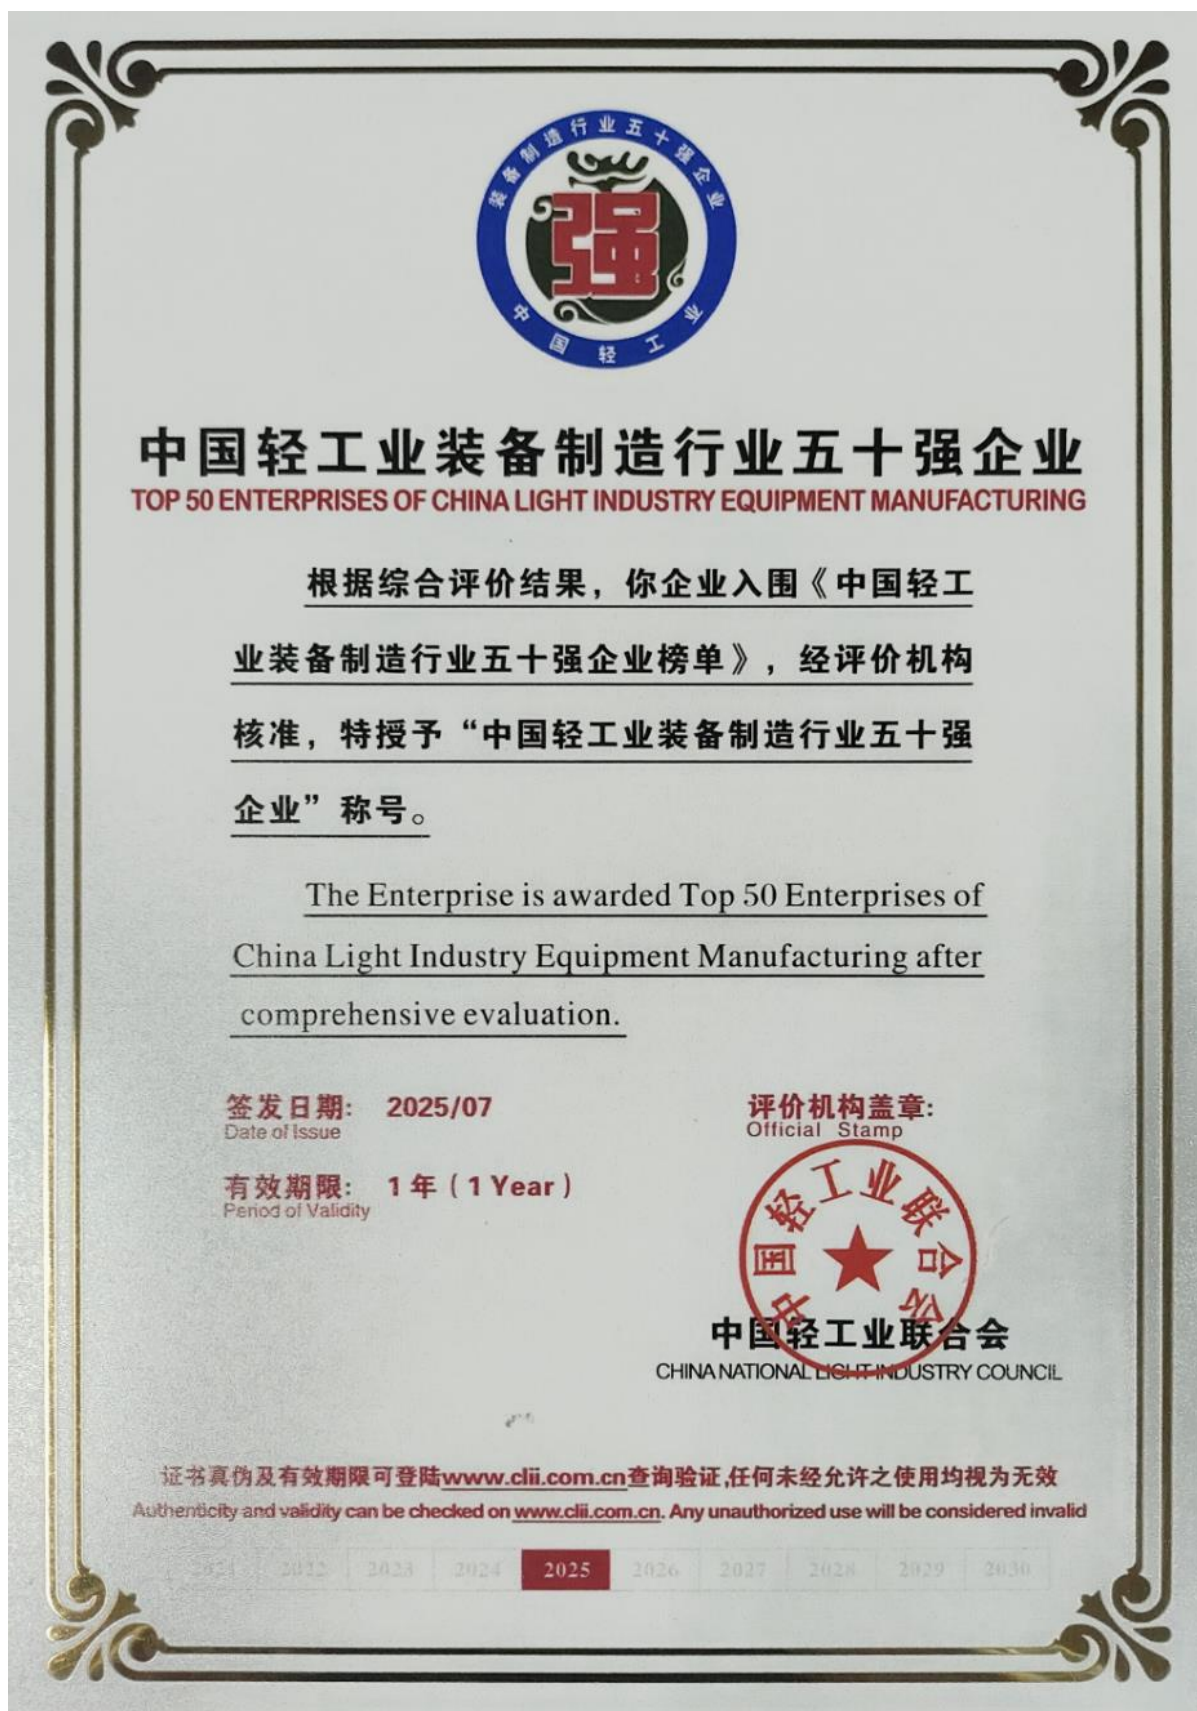 装备制造行业五十强企业
强
中国轻工业
中国轻工业装备制造行业五十强企业
TOP 50 ENTERPRISES OF CHINA LIGHT INDUSTRY EQUIPMENT MANUFACTURING
根据综合评价结果，你企业入围《中国轻工
业装备制造行业五十强企业榜单》，经评价机构
核准，特授予“中国轻工业装备制造行业五十强
企业”称号。
The Enterprise is awarded Top 50 Enterprises of
China Light Industry Equipment Manufacturing after
comprehensive evaluation.
签发日期: 2025/07
Date of Issue
有效期限: 1年（1 Year）
Period of Validity
评价机构盖章:
Official Stamp
中国轻工业联合会
中国轻工业联合会
CHINA NATIONAL LIGHT INDUSTRY COUNCIL
证书真伪及有效期限可登陆www.clii.com.cn查询验证,任何未经允许之使用均视为无效
Authenticity and validity can be checked on www.clii.com.cn. Any unauthorized use will be considered invalid
2021 2022 2023 2024 2025 2026 2027 2028 2029 2030